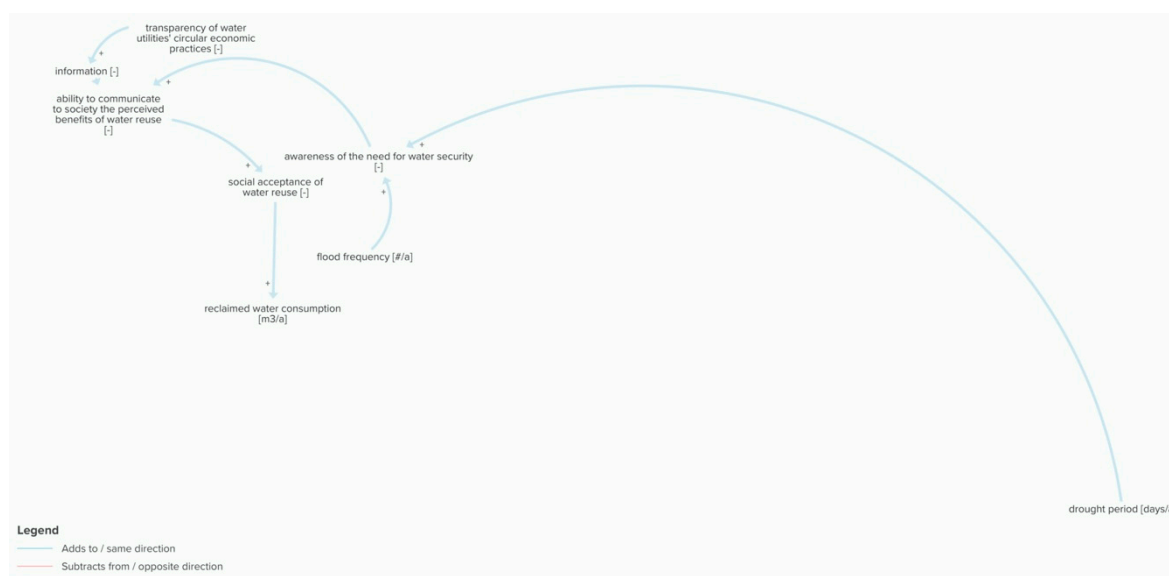 transparency of water
utilities' circular economic
practices [-]
+
information [-]
+
ability to communicate
to society the perceived
benefits of water reuse
[-]
+
awareness of the need for water security
[-]
+
+
social acceptance of
water reuse [-]
+
flood frequency [#/a]
+
reclaimed water consumption
[m3/a]
drought period [days/
Legend
Adds to / same direction
Subtracts from / opposite direction